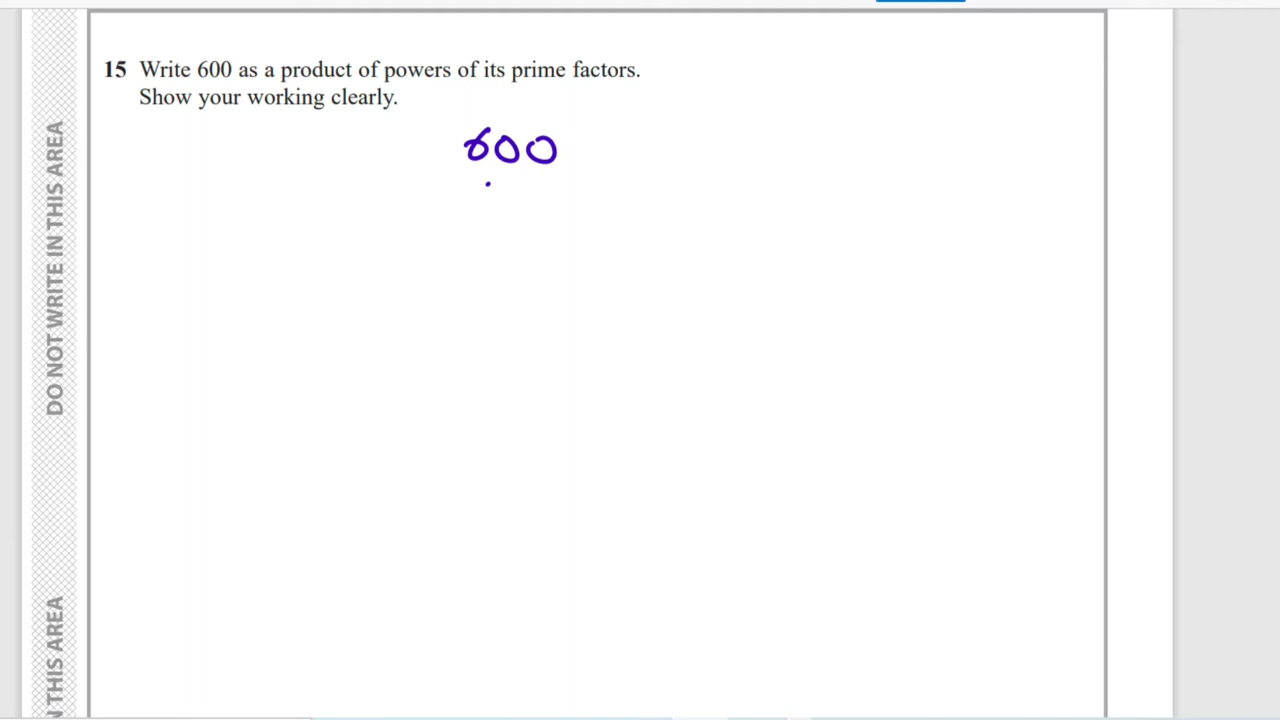 15 Write 600 as a product of powers of its prime factors.
Show your working clearly.
600
DO NOT WRITE IN THIS AREA
THIS AREA